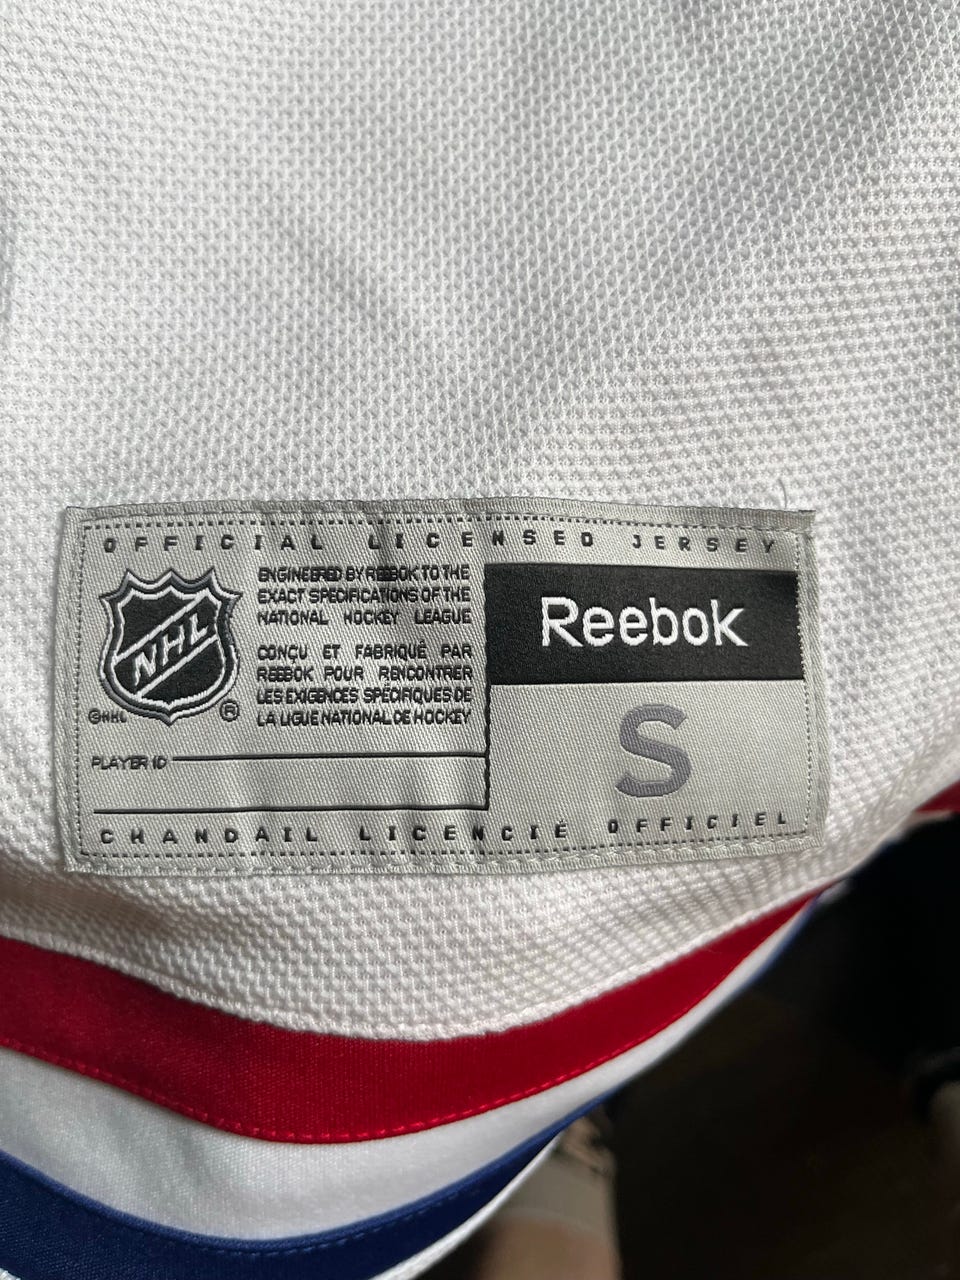 OFFICIAL LICENSED JERSEY
NHL
©NHL
®
ENGINEERED BY REEBOK TO THE
EXACT SPECIFICATIONS OF THE
NATIONAL HOCKEY LEAGUE
CONÇU ET FABRIQUÉ PAR
REEBOK POUR RENCONTRER
LES EXIGENCES SPÉCIFIQUES DE
LA LIGUE NATIONAL DE HOCKEY
Reebok
S
PLAYER ID
CHANDAIL LICENCIÉ OFFICIEL